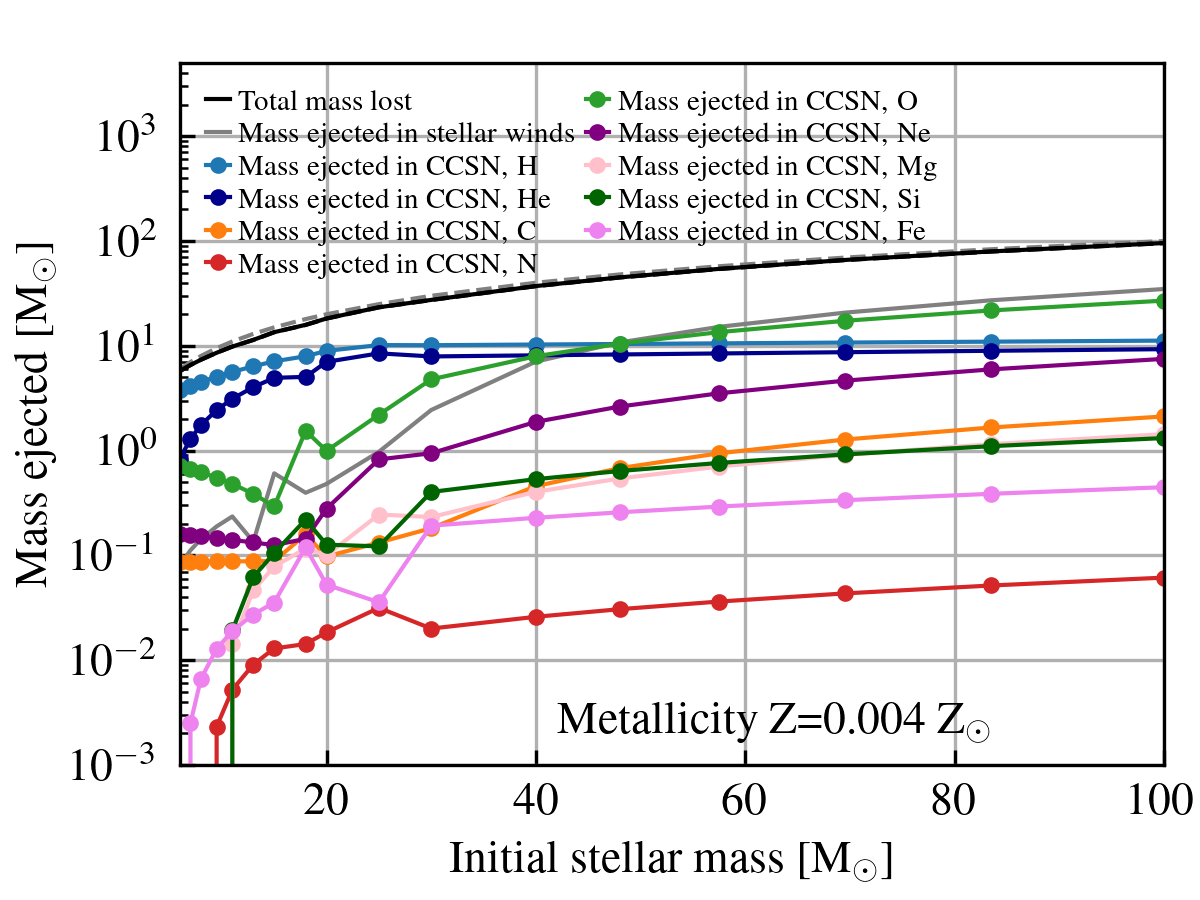 Total mass lost
Mass ejected in stellar winds
Mass ejected in CCSN, H
Mass ejected in CCSN, He
Mass ejected in CCSN, C
Mass ejected in CCSN, N
Mass ejected in CCSN, O
Mass ejected in CCSN, Ne
Mass ejected in CCSN, Mg
Mass ejected in CCSN, Si
Mass ejected in CCSN, Fe
Mass ejected [M⊙]
10³
10²
10¹
10⁰
10⁻¹
10⁻²
10⁻³
Metallicity Z=0.004 Z⊙
20 40 60 80 100
Initial stellar mass [M⊙]